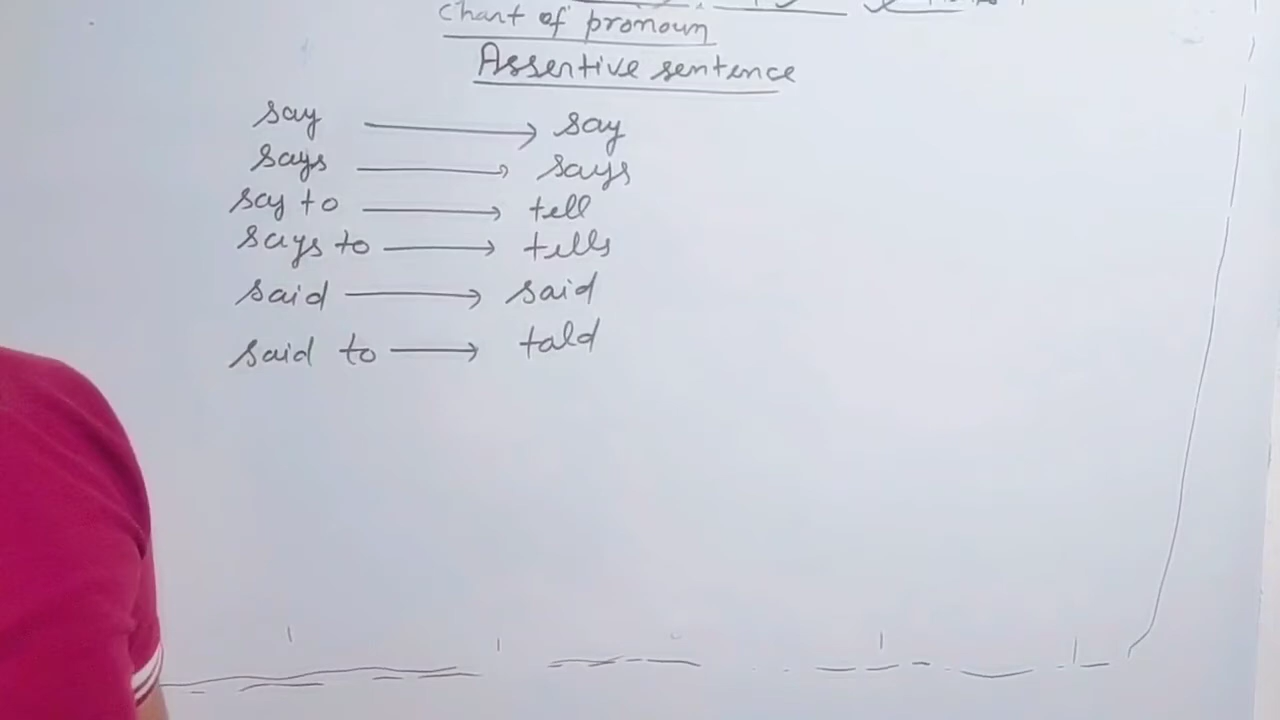 chart of pronoun
Assertive sentence
say → say
says → says
say to → tell
says to → tells
said → said
said to → tald